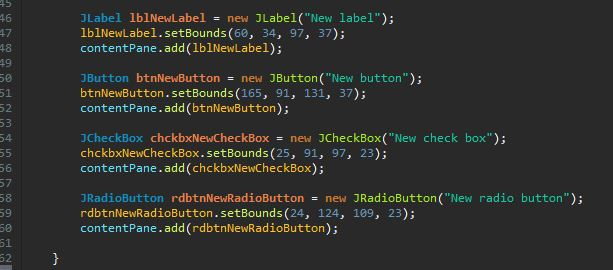 45
46 JLabel lblNewLabel = new JLabel("New label");
47 lblNewLabel.setBounds(60, 34, 97, 37);
48 contentPane.add(lblNewLabel);
49
50 JButton btnNewButton = new JButton("New button");
51 btnNewButton.setBounds(165, 91, 131, 37);
52 contentPane.add(btnNewButton);
53
54 JCheckBox chckbxNewCheckBox = new JCheckBox("New check box");
55 chckbxNewCheckBox.setBounds(25, 91, 97, 23);
56 contentPane.add(chckbxNewCheckBox);
57
58 JRadioButton rdbtnNewRadioButton = new JRadioButton("New radio button");
59 rdbtnNewRadioButton.setBounds(24, 124, 109, 23);
60 contentPane.add(rdbtnNewRadioButton);
61
62 }